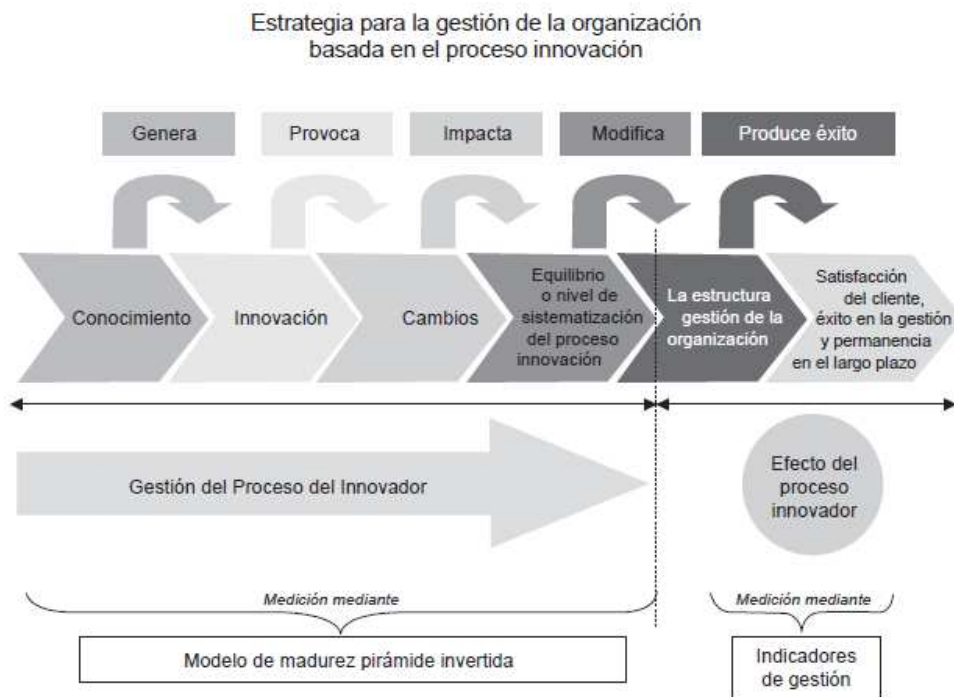 Estrategia para la gestión de la organización
basada en el proceso innovación
Genera
Provoca
Impacta
Modifica
Produce éxito
Conocimiento
Innovación
Cambios
Equilibrio
o nivel de
sistematización
del proceso
innovación
La estructura
gestión de la
organización
Satisfacción
del cliente,
éxito en la gestión
y permanencia
en el largo plazo
Gestión del Proceso del Innovador
Efecto del
proceso
innovador
Medición mediante
Medición mediante
Modelo de madurez pirámide invertida
Indicadores
de gestión